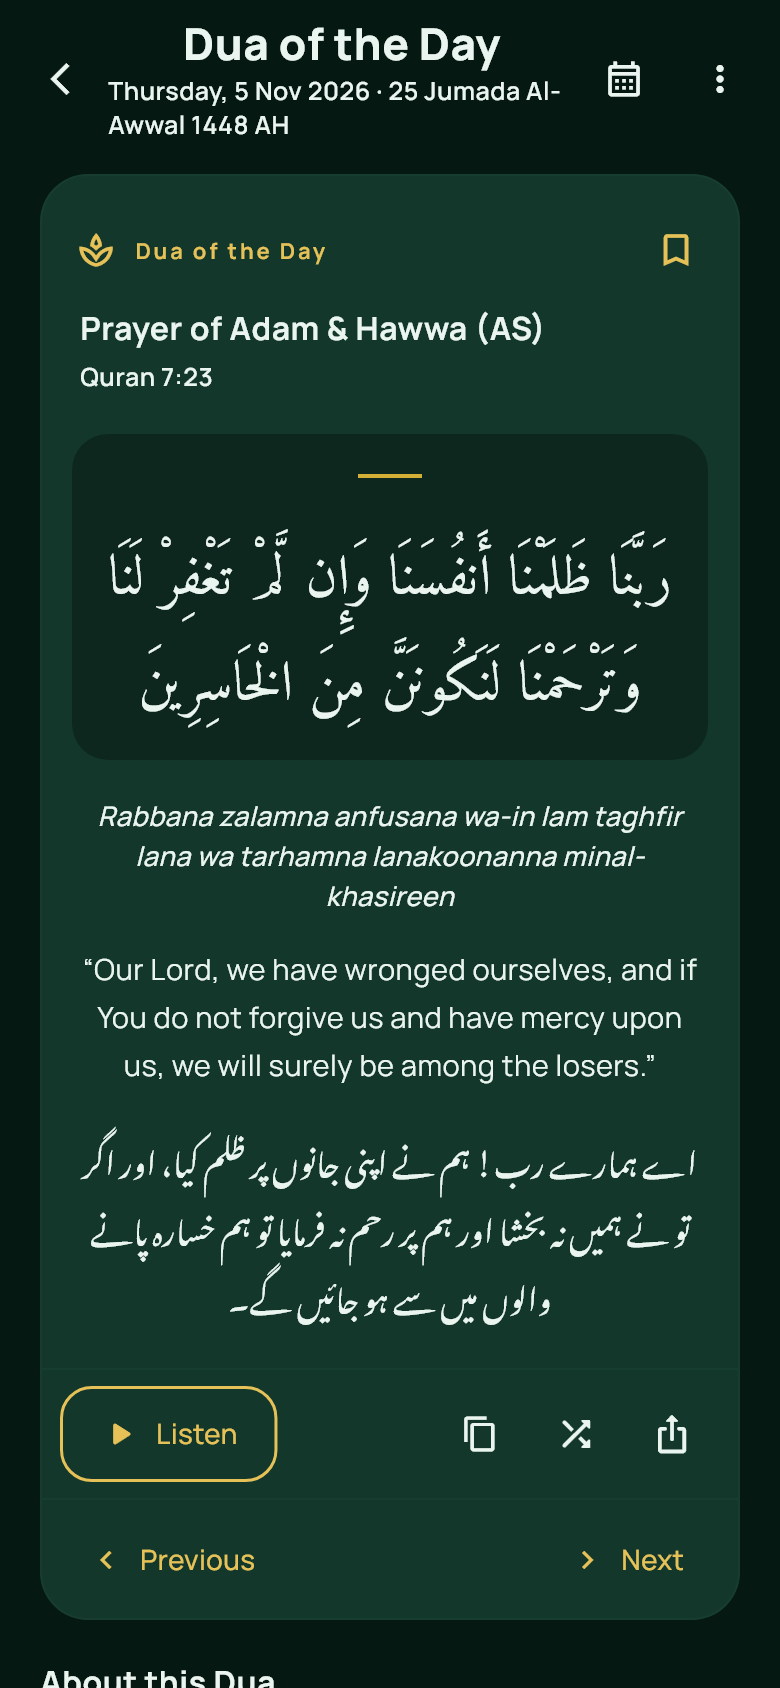 Dua of the Day
Thursday, 5 Nov 2026 · 25 Jumada Al-
Awwal 1448 AH
Dua of the Day
Prayer of Adam & Hawwa (AS)
Quran 7:23
رَبَّنَا ظَلَمْنَا أَنفُسَنَا وَإِن لَّمْ تَغْفِرْ لَنَا
وَتَرْحَمْنَا لَنَكُونَنَّ مِنَ الْخَاسِرِينَ
Rabbana zalamna anfusana wa-in lam taghfir
lana wa tarhamna lanakoonanna minal-
khasireen
“Our Lord, we have wronged ourselves, and if
You do not forgive us and have mercy upon
us, we will surely be among the losers.”
اے ہمارے رب! ہم نے اپنی جانوں پر ظلم کیا، اور اگر
تو نے ہمیں نہ بخشا اور ہم پر رحم نہ فرمایا تو ہم خسارہ پانے
والوں میں سے ہو جائیں گے۔
Listen
Previous
Next
About this Dua